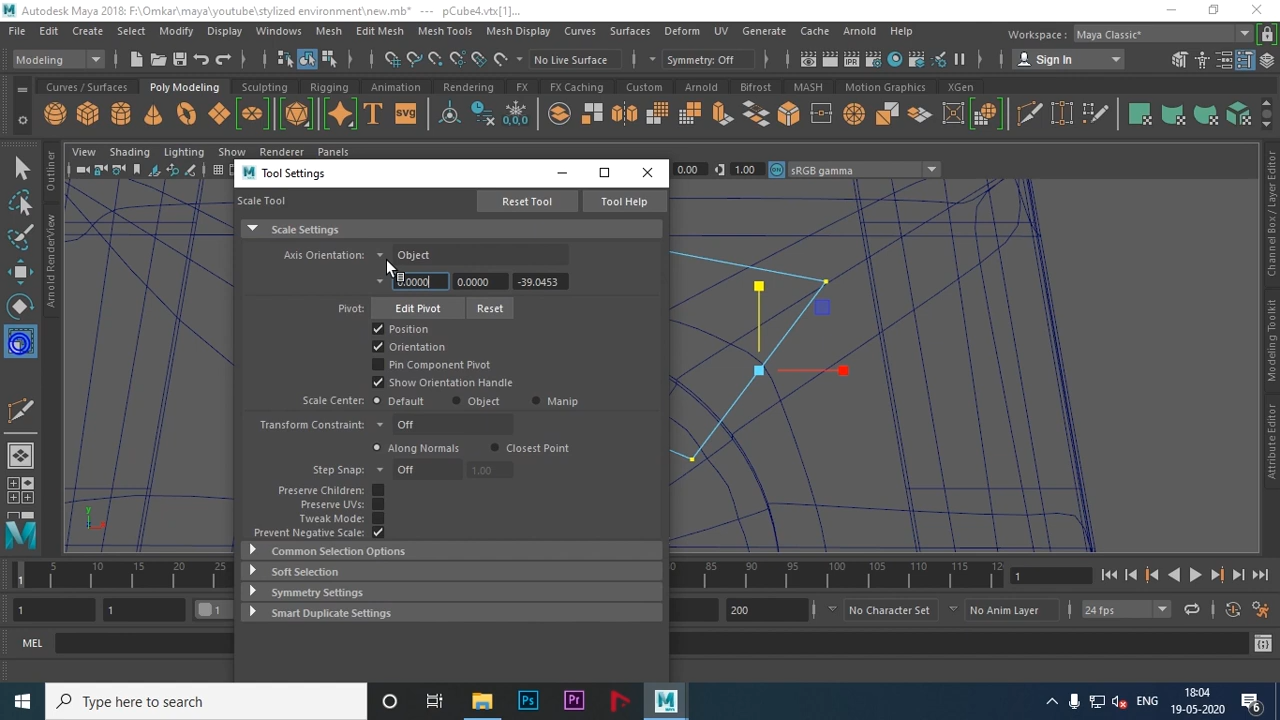 Autodesk Maya 2018: F:\Omkar\maya\youtube\stylized environment\new.mb* --- pCube4.vtx[1]...
File Edit Create Select Modify Display Windows Mesh Edit Mesh Mesh Tools Mesh Display Curves Surfaces Deform UV Generate Cache Arnold Help Workspace : Maya Classic*
Modeling No Live Surface Symmetry: Off Sign In
Curves / Surfaces Poly Modeling Sculpting Rigging Animation Rendering FX FX Caching Custom Arnold Bifrost MASH Motion Graphics XGen
SVG 0,0,0
View Shading Lighting Show Renderer Panels
0.00 1.00 ON sRGB gamma
Outliner
Arnold RenderView
Channel Box / Layer Editor
Modeling Toolkit
Attribute Editor
Tool Settings
Scale Tool Reset Tool Tool Help
Scale Settings
Axis Orientation: Object
0.0000 0.0000 -39.0453
Pivot: Edit Pivot Reset
Position
Orientation
Pin Component Pivot
Show Orientation Handle
Scale Center: Default Object Manip
Transform Constraint: Off
Along Normals Closest Point
Step Snap: Off 1.00
Preserve Children:
Preserve UVs:
Tweak Mode:
Prevent Negative Scale:
Common Selection Options
Soft Selection
Symmetry Settings
Smart Duplicate Settings
y
1 5 10 15 20 25 80 85 90 95 100 105 110 115 12 1
1 1 1 200 No Character Set No Anim Layer 24 fps
MEL
Type here to search
Ps Pr M
ENG 18:04
19-05-2020 6